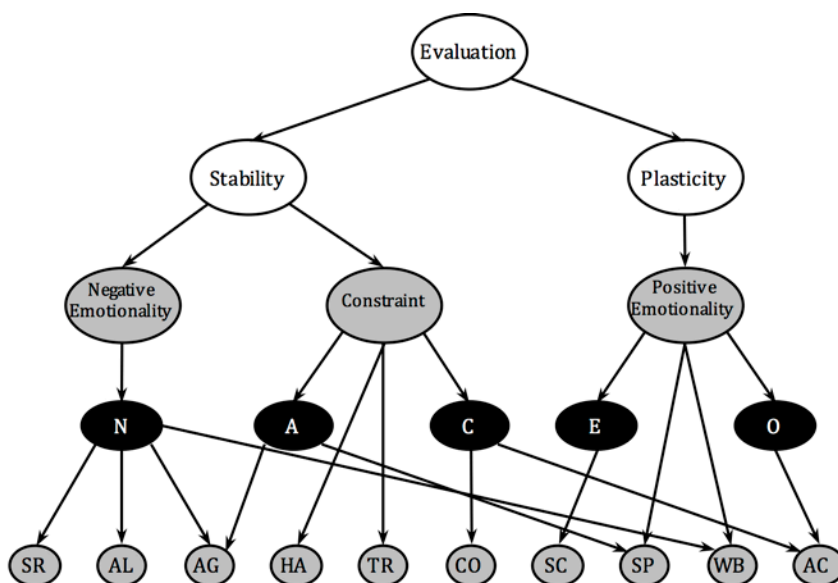 Evaluation
Stability
Plasticity
Negative
Emotionality
Constraint
Positive
Emotionality
N
A
C
E
O
SR
AL
AG
HA
TR
CO
SC
SP
WB
AC